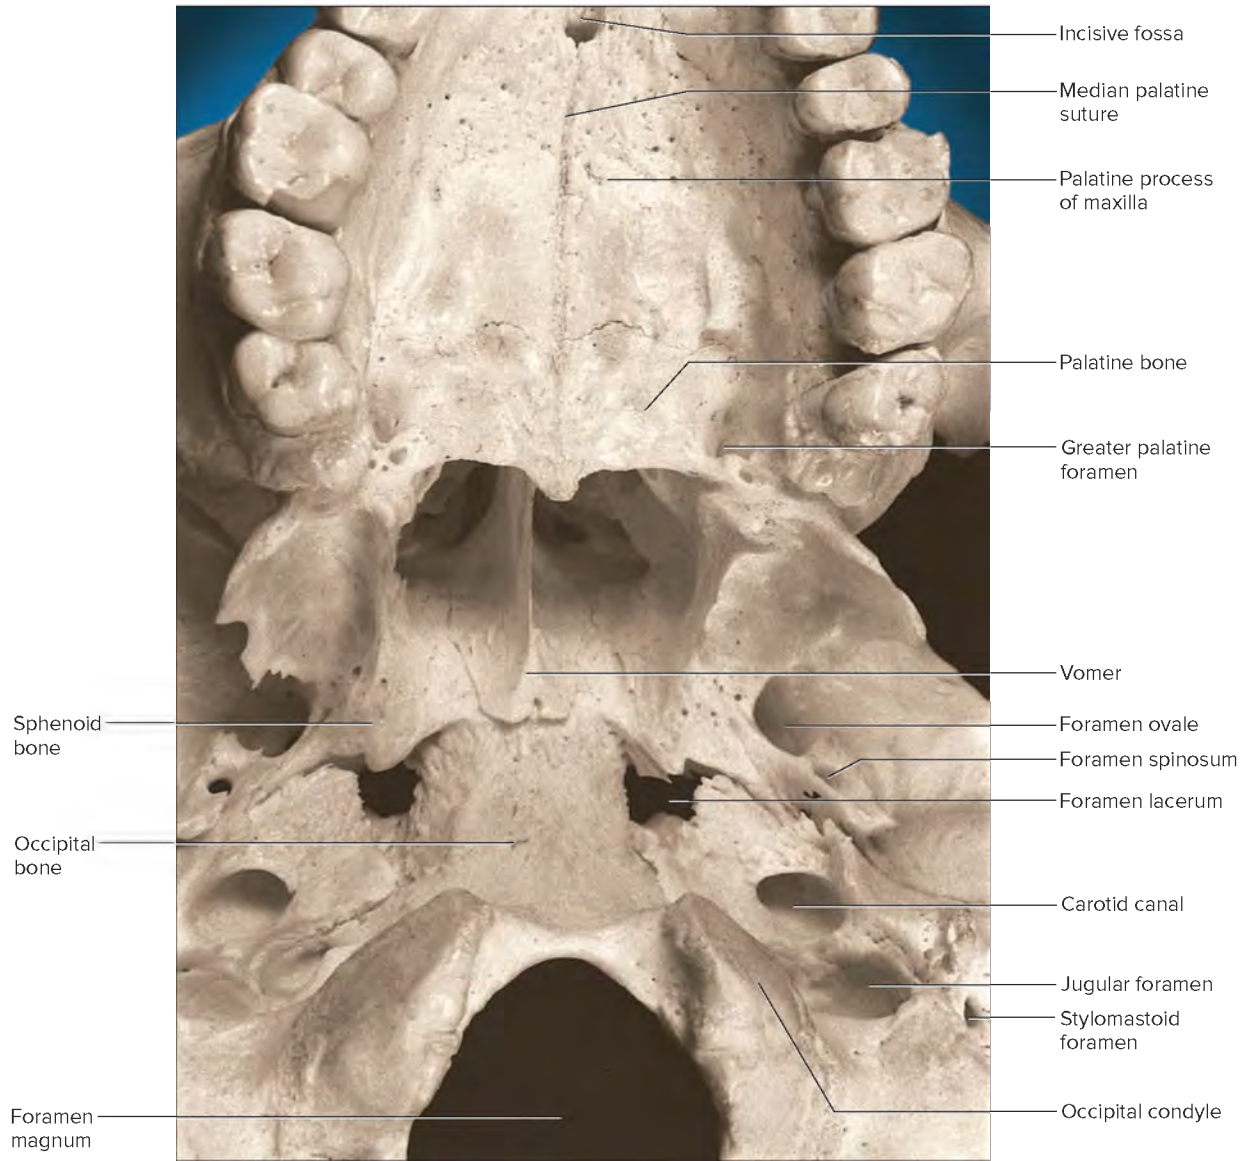 Incisive fossa
Median palatine
suture
Palatine process
of maxilla
Palatine bone
Greater palatine
foramen
Vomer
Sphenoid
bone
Foramen ovale
Foramen spinosum
Foramen lacerum
Occipital
bone
Carotid canal
Jugular foramen
Stylomastoid
foramen
Foramen
magnum
Occipital condyle